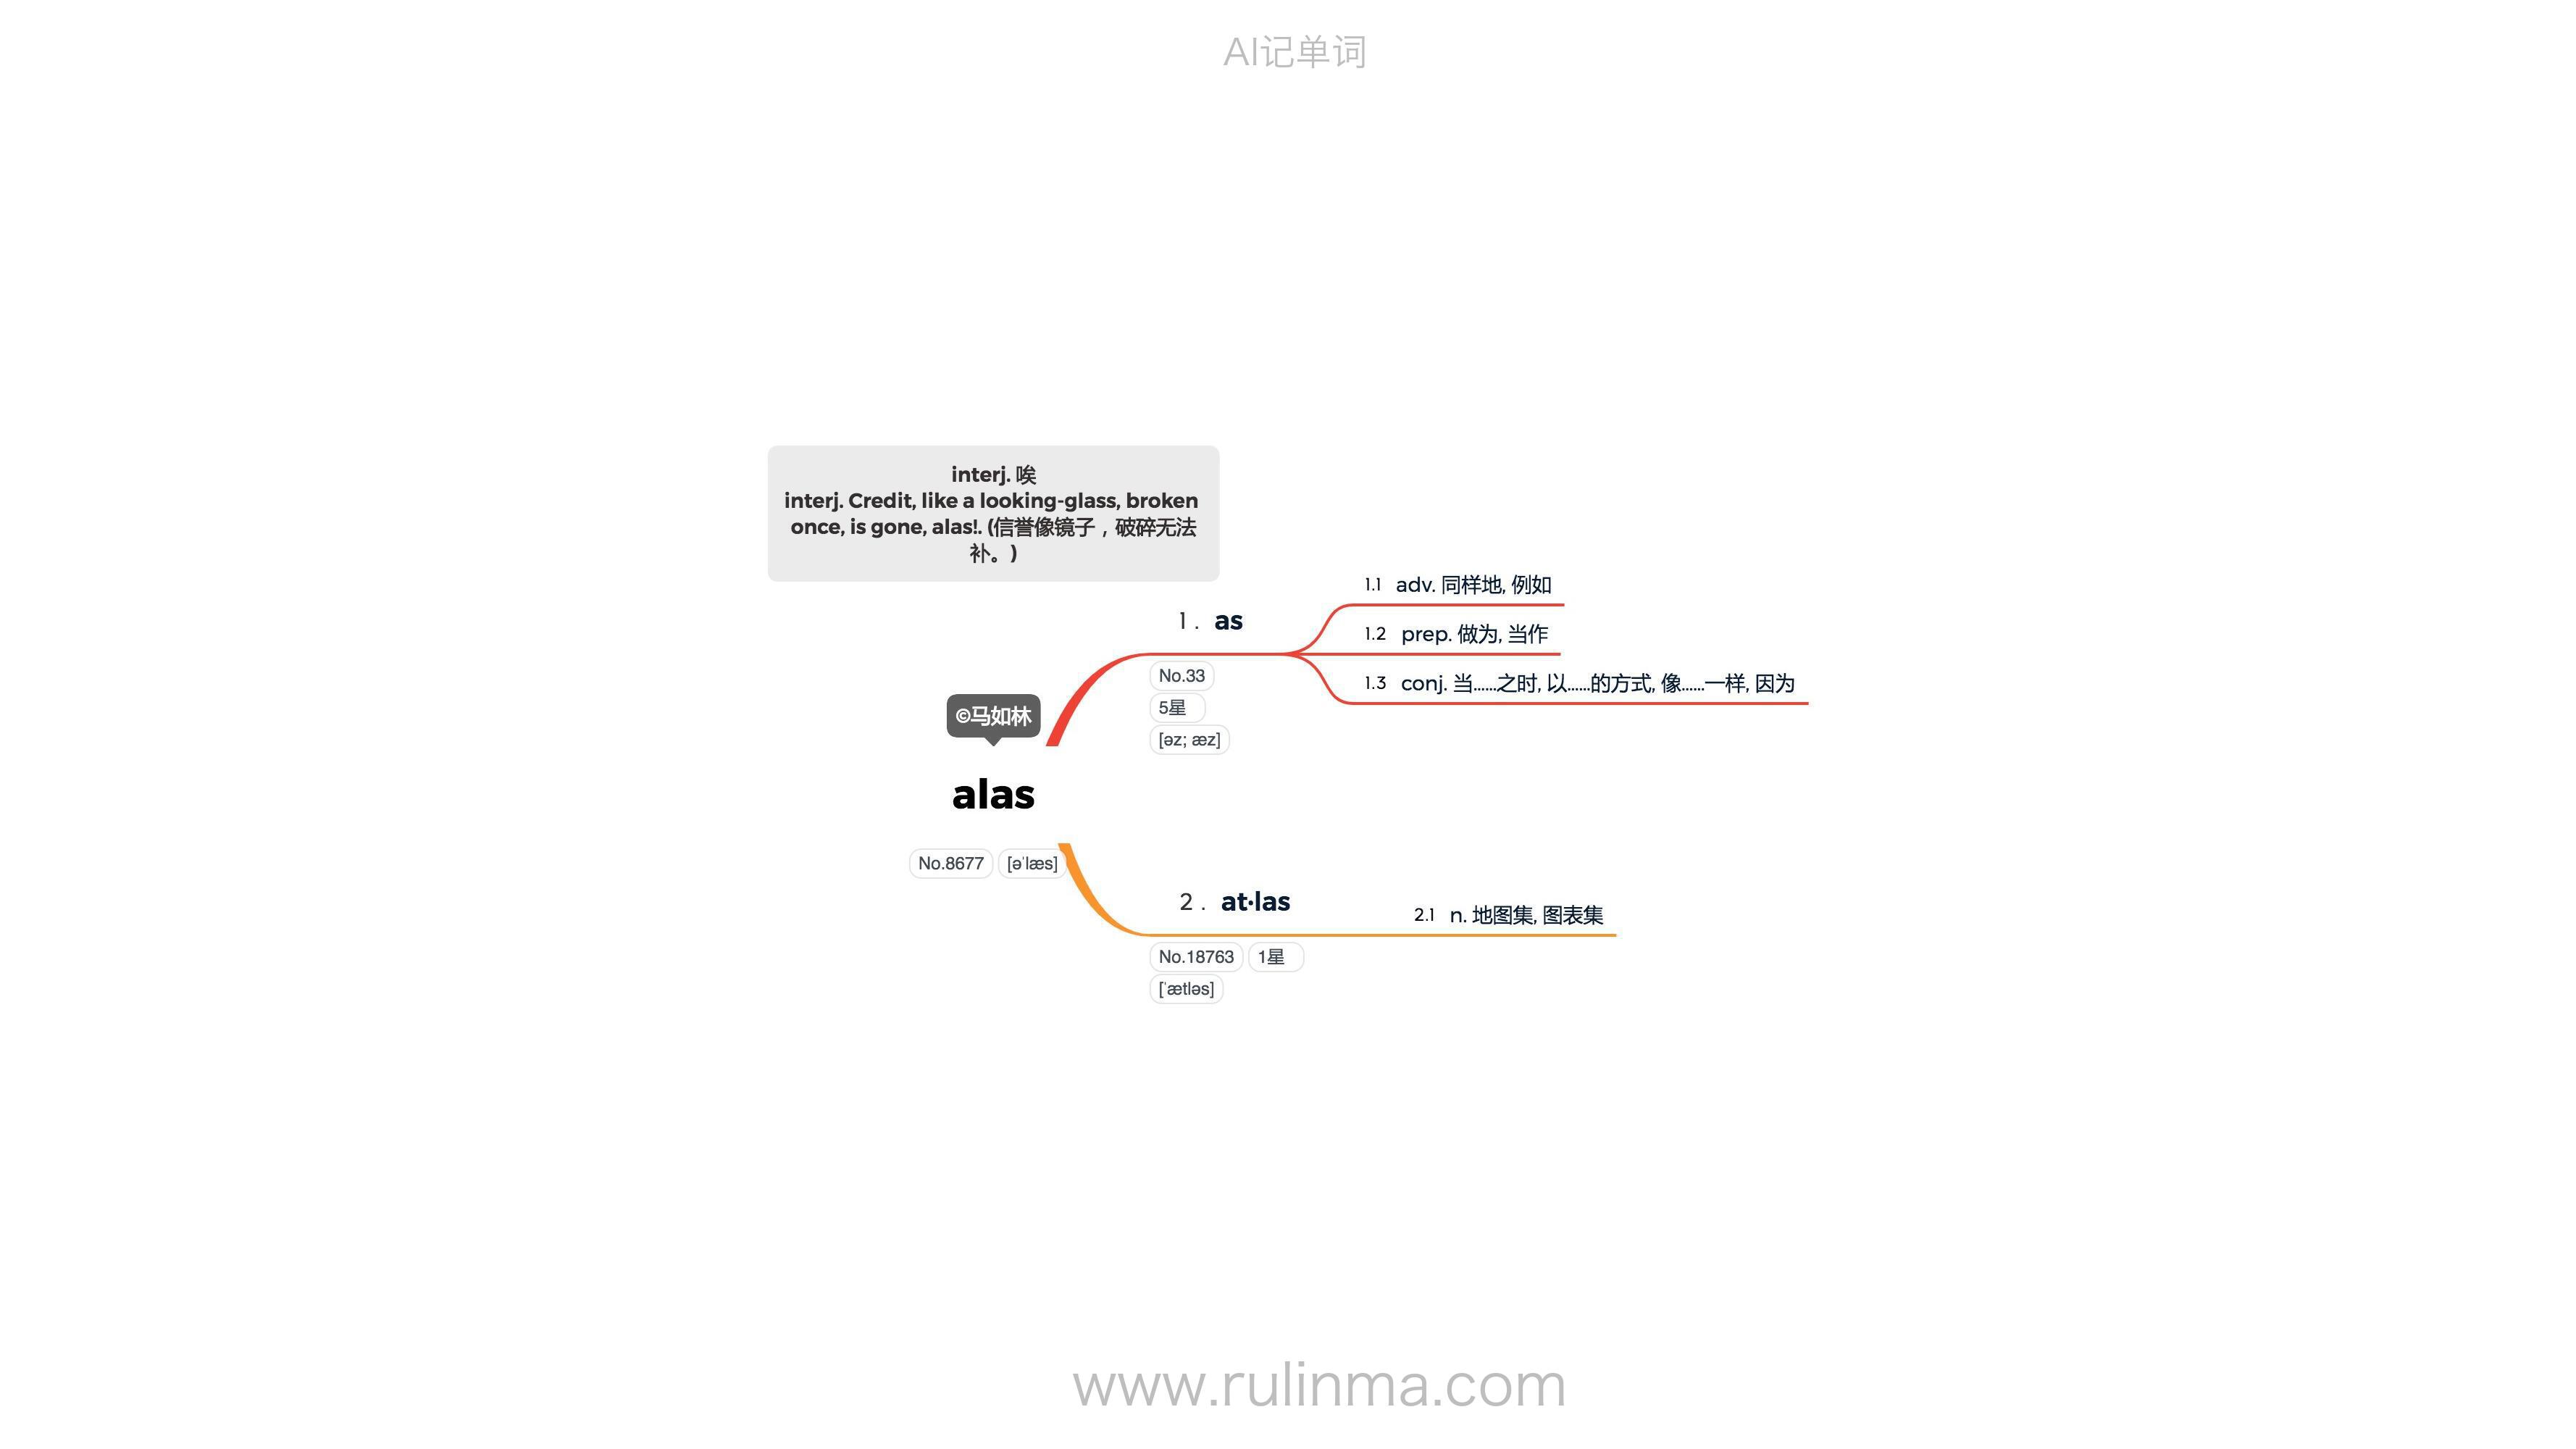 AI记单词
interj. 唉
interj. Credit, like a looking-glass, broken
once, is gone, alas!. (信誉像镜子，破碎无法
补。)
©马如林
alas
No.8677 [əˈlæs]
1 . as
No.33
5星
[əz; æz]
1.1 adv. 同样地, 例如
1.2 prep. 做为, 当作
1.3 conj. 当……之时, 以……的方式, 像……一样, 因为
2 . at·las
No.18763 1星
[ˈætləs]
2.1 n. 地图集, 图表集
www.rulinma.com